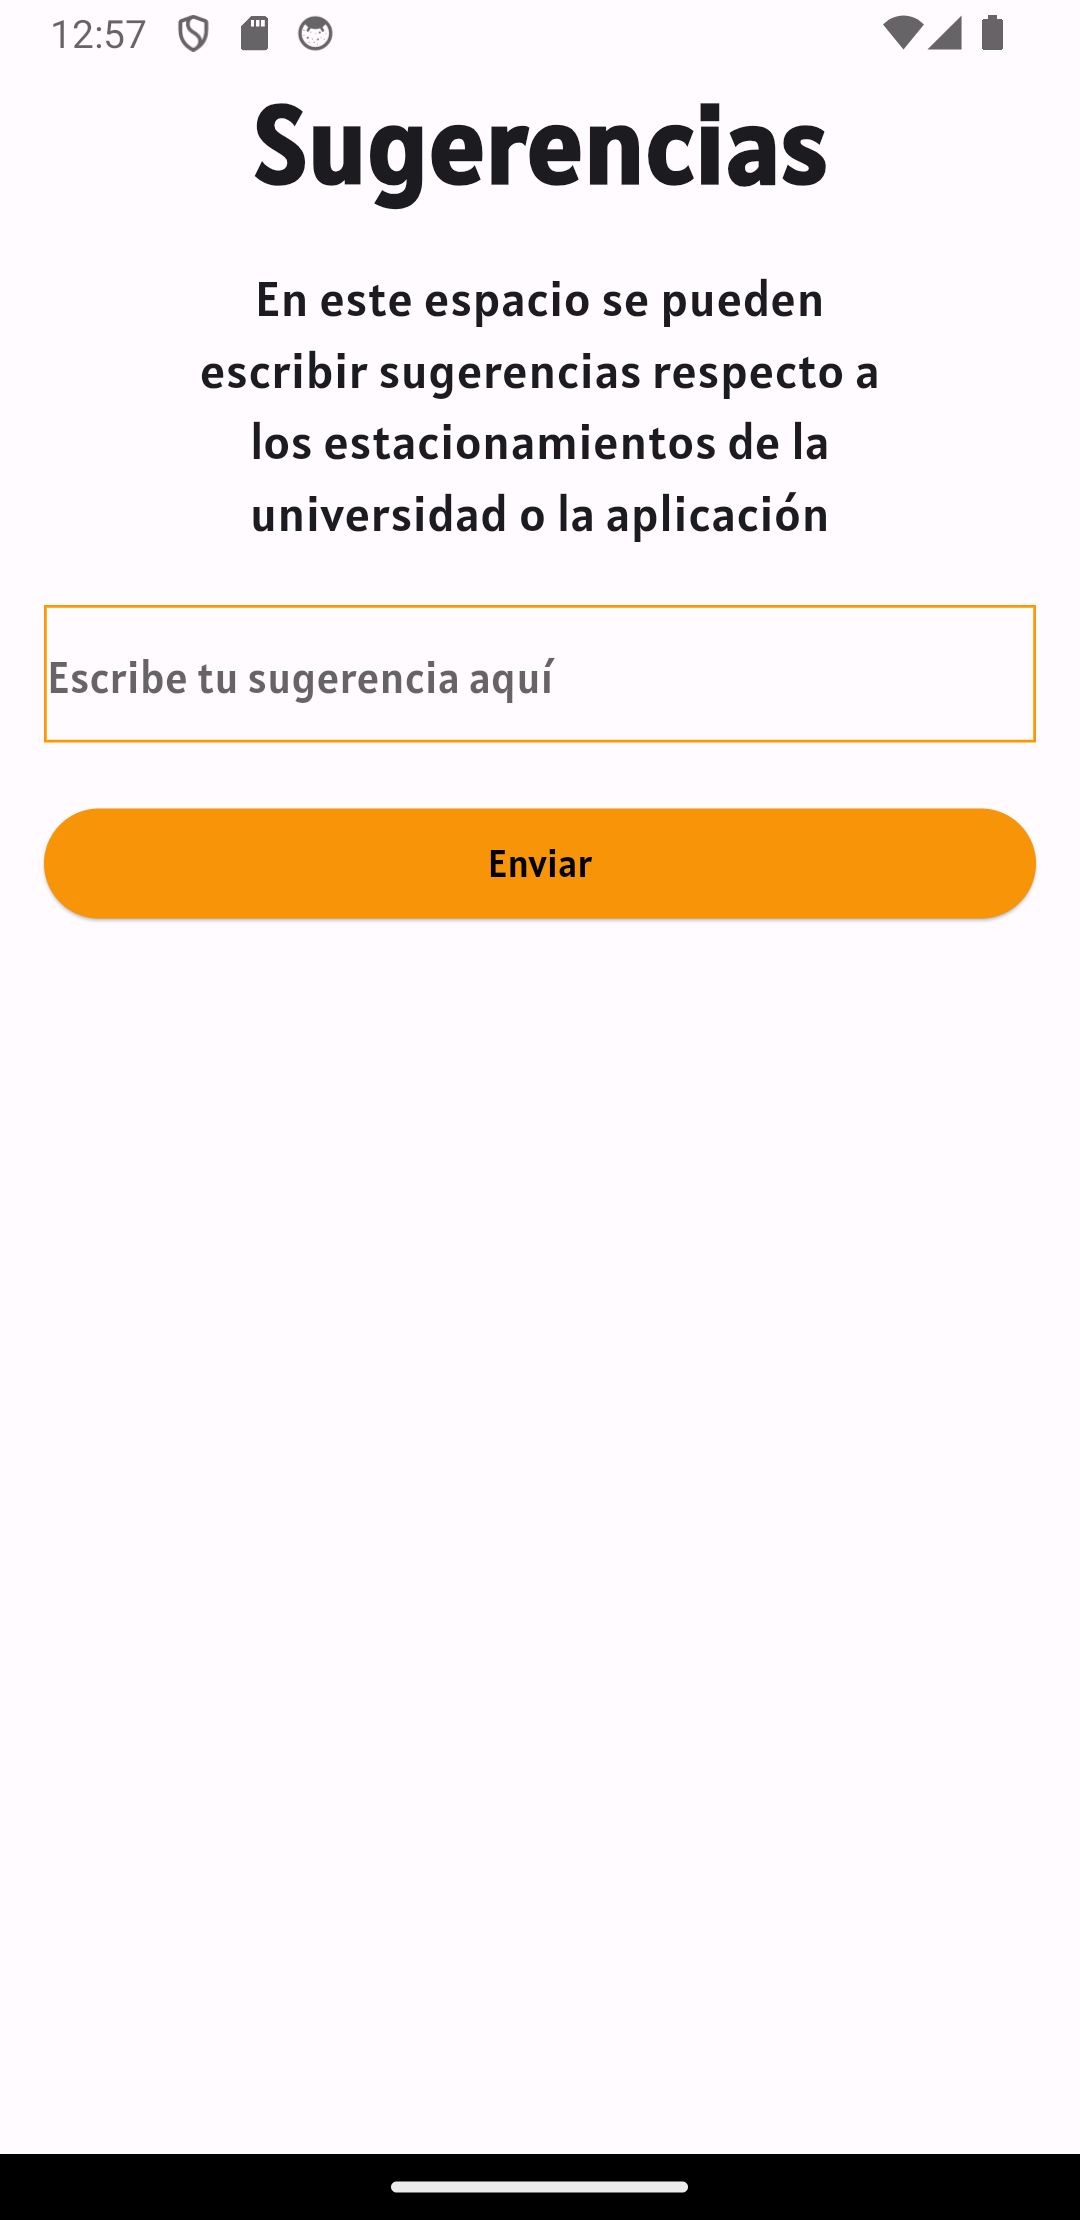 12:57
Sugerencias
En este espacio se pueden
escribir sugerencias respecto a
los estacionamientos de la
universidad o la aplicación
Escribe tu sugerencia aquí
Enviar